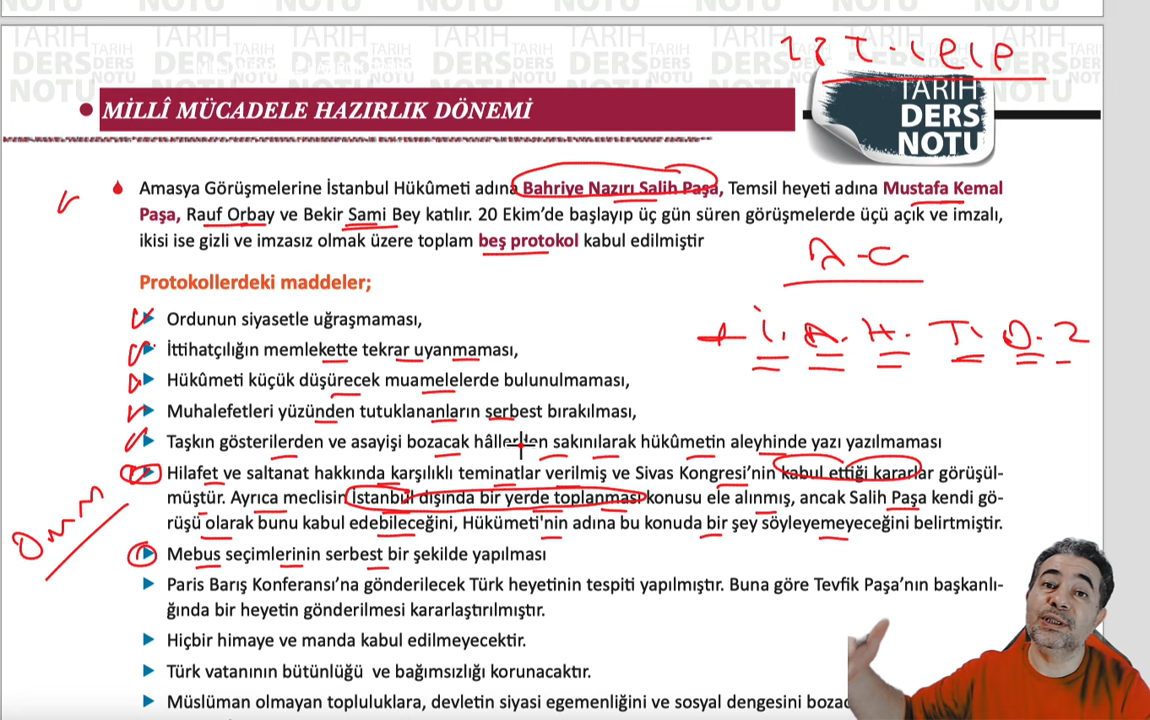 TARİH
DERS
NOTU
MİLLÎ MÜCADELE HAZIRLIK DÖNEMİ
Amasya Görüşmelerine İstanbul Hükûmeti adına Bahriye Nazırı Salih Paşa, Temsil heyeti adına Mustafa Kemal
Paşa, Rauf Orbay ve Bekir Sami Bey katılır. 20 Ekim’de başlayıp üç gün süren görüşmelerde üçü açık ve imzalı,
ikisi ise gizli ve imzasız olmak üzere toplam beş protokol kabul edilmiştir
A-G
Protokollerdeki maddeler;
Ordunun siyasetle uğraşmaması,
İ. A. H. T. O. 2
İttihatçılığın memlekette tekrar uyanmaması,
Hükûmeti küçük düşürecek muamelelerde bulunulmaması,
Muhalefetleri yüzünden tutuklananların serbest bırakılması,
Taşkın gösterilerden ve asayişi bozacak hâllerden sakınılarak hükûmetin aleyhinde yazı yazılmaması
Hilafet ve saltanat hakkında karşılıklı teminatlar verilmiş ve Sivas Kongresi’nin kabul ettiği kararlar görüşül-
müştür. Ayrıca meclisin İstanbul dışında bir yerde toplanması konusu ele alınmış, ancak Salih Paşa kendi gö-
rüşü olarak bunu kabul edebileceğini, Hükümeti'nin adına bu konuda bir şey söyleyemeyeceğini belirtmiştir.
Mebus seçimlerinin serbest bir şekilde yapılması
Paris Barış Konferansı’na gönderilecek Türk heyetinin tespiti yapılmıştır. Buna göre Tevfik Paşa’nın başkanlı-
ğında bir heyetin gönderilmesi kararlaştırılmıştır.
Hiçbir himaye ve manda kabul edilmeyecektir.
Türk vatanının bütünlüğü ve bağımsızlığı korunacaktır.
Müslüman olmayan topluluklara, devletin siyasi egemenliğini ve sosyal dengesini bozac